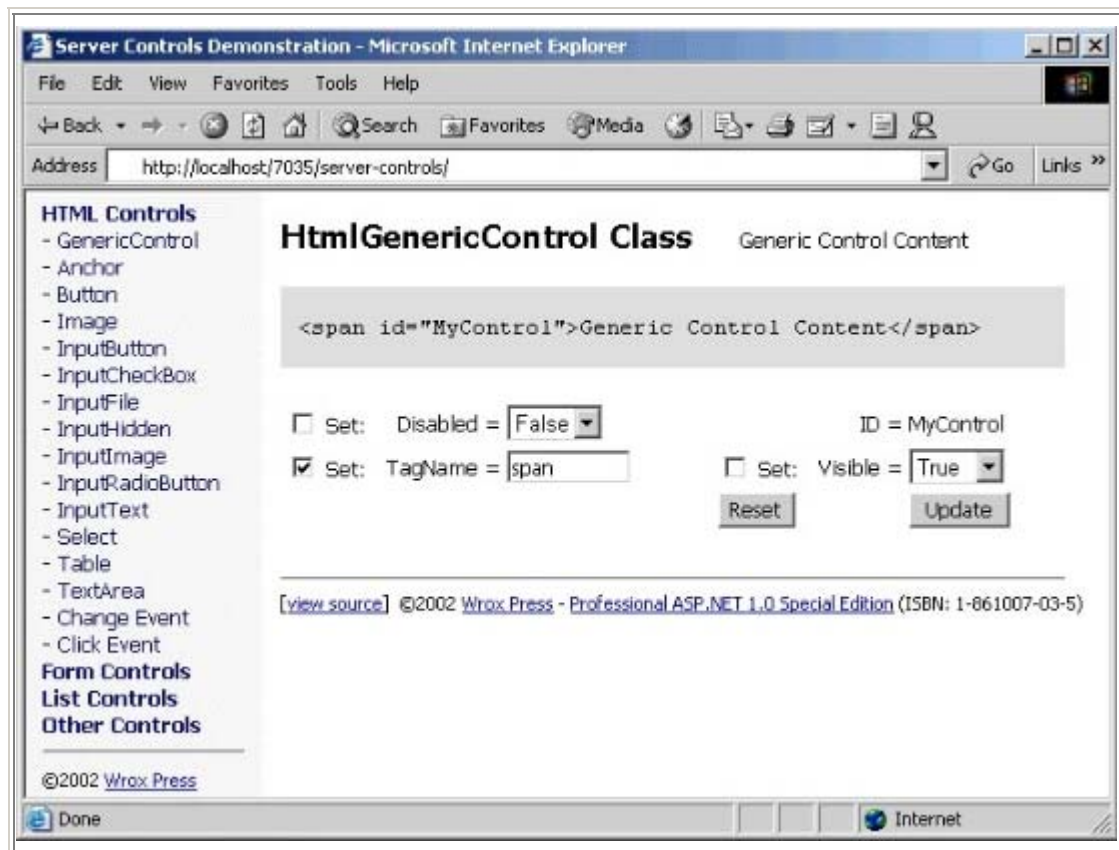 Server Controls Demonstration - Microsoft Internet Explorer
File Edit View Favorites Tools Help
Back Search Favorites Media
Address http://localhost/7035/server-controls/ Go Links »
HTML Controls
- GenericControl
- Anchor
- Button
- Image
- InputButton
- InputCheckBox
- InputFile
- InputHidden
- InputImage
- InputRadioButton
- InputText
- Select
- Table
- TextArea
- Change Event
- Click Event
Form Controls
List Controls
Other Controls
©2002 Wrox Press
HtmlGenericControl Class Generic Control Content
<span id="MyControl">Generic Control Content</span>
Set: Disabled = False ID = MyControl
Set: TagName = span Set: Visible = True
Reset Update
[view source] ©2002 Wrox Press - Professional ASP.NET 1.0 Special Edition (ISBN: 1-861007-03-5)
Done Internet